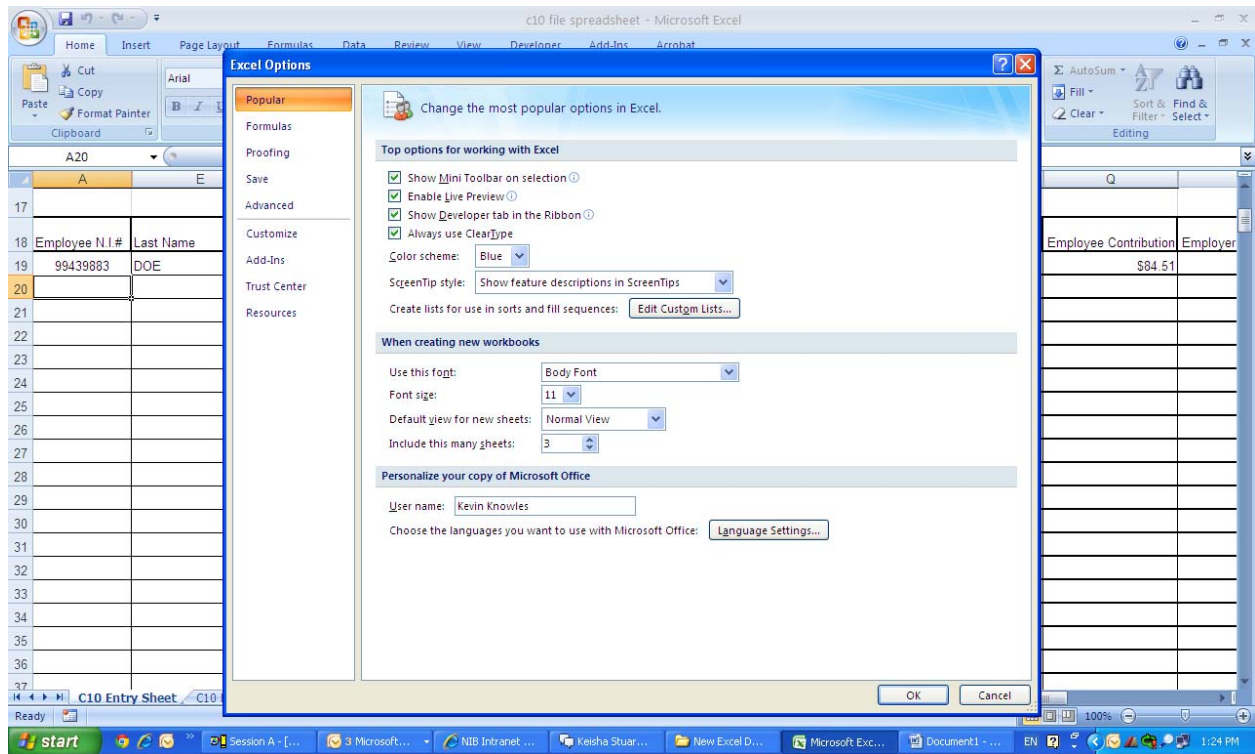 c10 file spreadsheet - Microsoft Excel
Home Insert Page Layout Formulas Data Review View Developer Add-Ins Acrobat
Cut
Copy
Paste
Format Painter
Clipboard
Arial
B I U
Σ AutoSum
Fill
Clear
Sort & Filter
Find & Select
Editing
A20
A E Q
17
18 Employee N.I.# Last Name Employee Contribution Employer
19 99439883 DOE $84.51
20
21
22
23
24
25
26
27
28
29
30
31
32
33
34
35
36
37
Excel Options
Popular
Formulas
Proofing
Save
Advanced
Customize
Add-Ins
Trust Center
Resources
Change the most popular options in Excel.
Top options for working with Excel
Show Mini Toolbar on selection
Enable Live Preview
Show Developer tab in the Ribbon
Always use ClearType
Color scheme: Blue
ScreenTip style: Show feature descriptions in ScreenTips
Create lists for use in sorts and fill sequences: Edit Custom Lists...
When creating new workbooks
Use this font: Body Font
Font size: 11
Default view for new sheets: Normal View
Include this many sheets: 3
Personalize your copy of Microsoft Office
User name: Kevin Knowles
Choose the languages you want to use with Microsoft Office: Language Settings...
OK Cancel
C10 Entry Sheet C10
Ready 100%
start Session A - [... 3 Microsoft... NIB Intranet ... Keisha Stuar... New Excel D... Microsoft Exc... Document1 - ... EN 1:24 PM